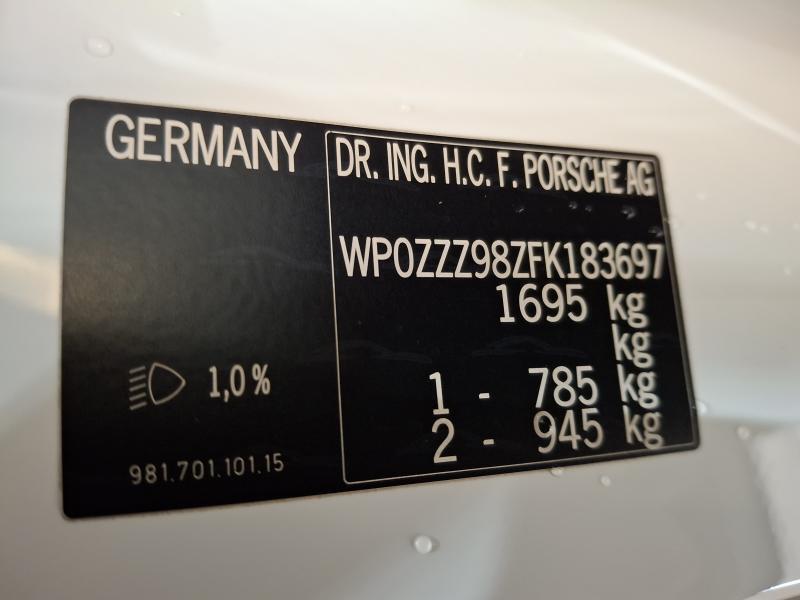 GERMANY
1,0%
981.701.101.15
DR. ING. H.C. F. PORSCHE AG
WP0ZZZ98ZFK183697
1695 kg
kg
1 - 785 kg
2 - 945 kg